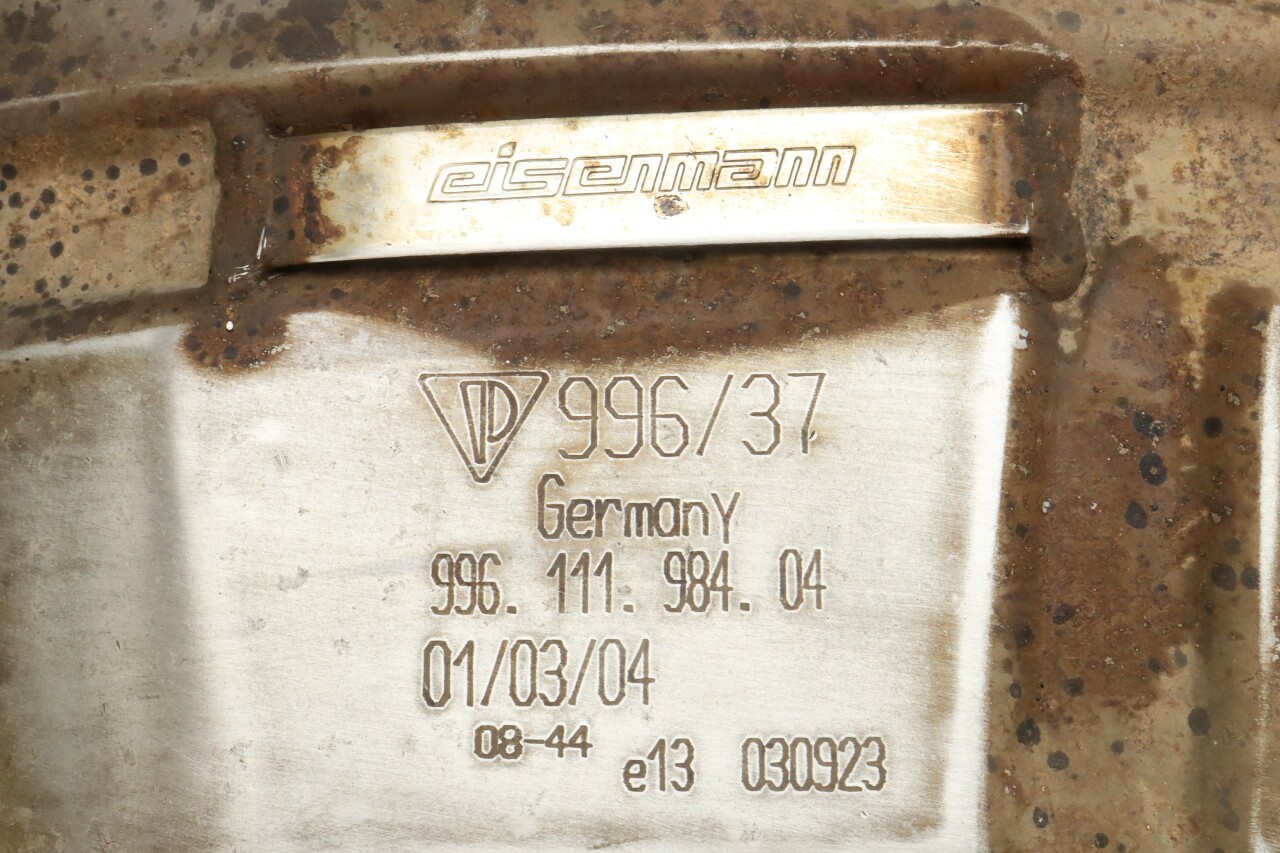 eisenmann
P 996/37
Germany
996. 111. 984. 04
01/03/04
08-44
e13 030923